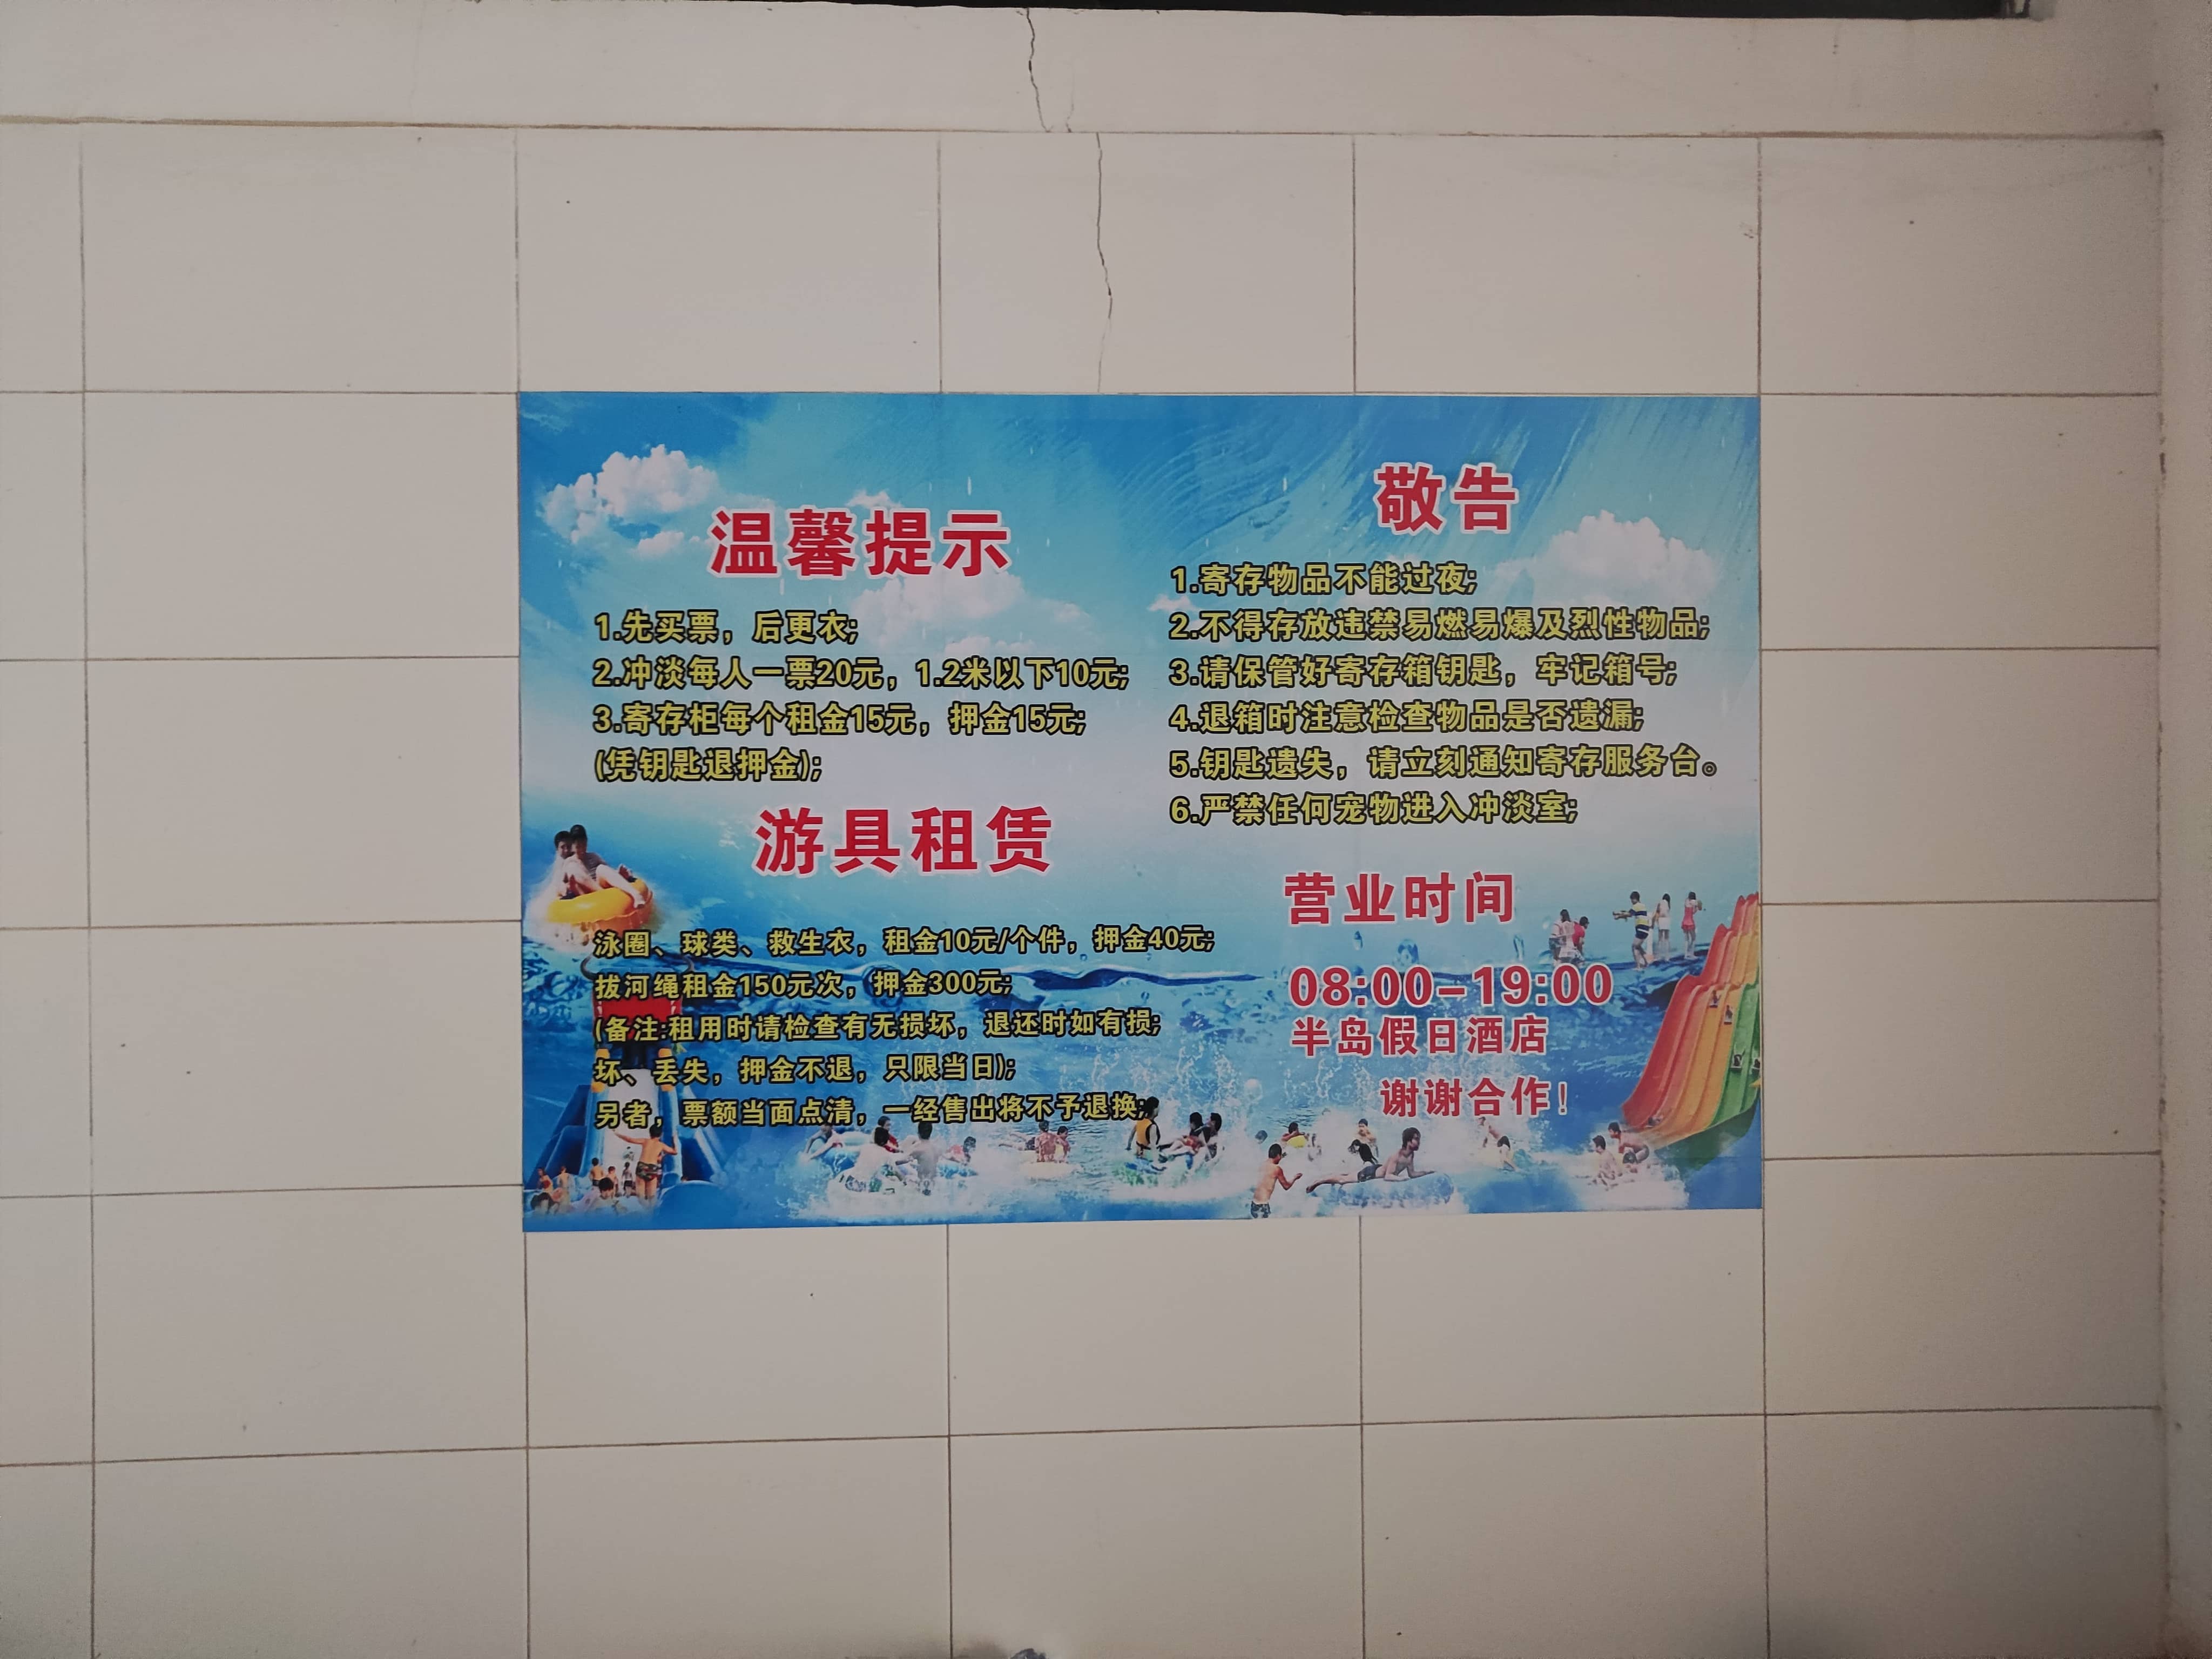 温馨提示
1.先买票，后更衣;
2.冲淡每人一票20元，1.2米以下10元;
3.寄存柜每个租金15元，押金15元;
(凭钥匙退押金);
游具租赁
泳圈、球类、救生衣，租金10元/个件，押金40元;
拔河绳租金150元次，押金300元;
(备注:租用时请检查有无损坏，退还时如有损;
坏、丢失，押金不退，只限当日);
另者，票额当面点清，一经售出将不予退换;
敬告
1.寄存物品不能过夜;
2.不得存放违禁易燃易爆及烈性物品;
3.请保管好寄存箱钥匙，牢记箱号;
4.退箱时注意检查物品是否遗漏;
5.钥匙遗失，请立刻通知寄存服务台。
6.严禁任何宠物进入冲淡室;
营业时间
08:00-19:00
半岛假日酒店
谢谢合作！